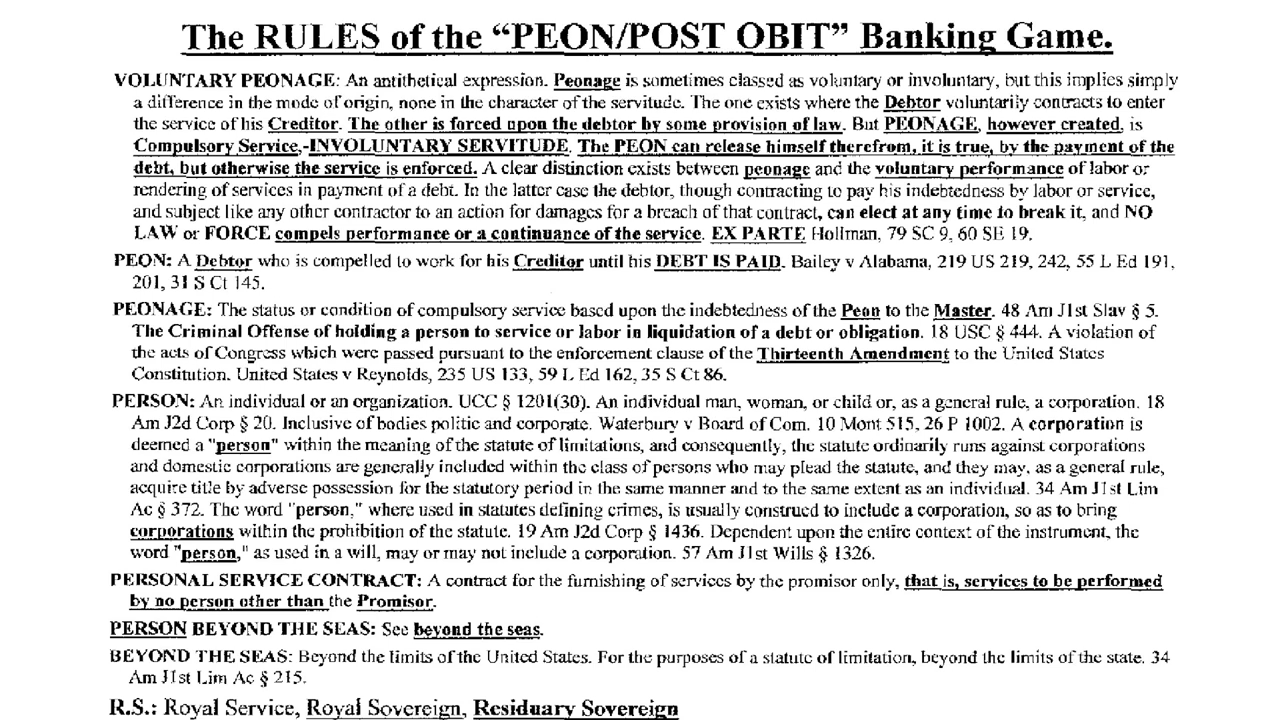 The RULES of the “PEON/POST OBIT” Banking Game.
VOLUNTARY PEONAGE: An antithetical expression. Peonage is sometimes classed as voluntary or involuntary, but this implies simply
a difference in the mode of origin, none in the character of the servitude. The one exists where the Debtor voluntarily contracts to enter
the service of his Creditor. The other is forced upon the debtor by some provision of law. But PEONAGE, however created, is
Compulsory Service,-INVOLUNTARY SERVITUDE. The PEON can release himself therefrom, it is true, by the payment of the
debt, but otherwise the service is enforced. A clear distinction exists between peonage and the voluntary performance of labor or
rendering of services in payment of a debt. In the latter case the debtor, though contracting to pay his indebtedness by labor or service,
and subject like any other contractor to an action for damages for a breach of that contract, can elect at any time to break it, and NO
LAW or FORCE compels performance or a continuance of the service. EX PARTE Hollman, 79 SC 9, 60 SE 19.
PEON: A Debtor who is compelled to work for his Creditor until his DEBT IS PAID. Bailey v Alabama, 219 US 219, 242, 55 L Ed 191,
201, 31 S Ct 145.
PEONAGE: The status or condition of compulsory service based upon the indebtedness of the Peon to the Master. 48 Am J1st Slav § 5.
The Criminal Offense of holding a person to service or labor in liquidation of a debt or obligation. 18 USC § 444. A violation of
the acts of Congress which were passed pursuant to the enforcement clause of the Thirteenth Amendment to the United States
Constitution. United States v Reynolds, 235 US 133, 59 L Ed 162, 35 S Ct 86.
PERSON: An individual or an organization. UCC § 1201(30). An individual man, woman, or child or, as a general rule, a corporation. 18
Am J2d Corp § 20. Inclusive of bodies politic and corporate. Waterbury v Board of Com. 10 Mont 515, 26 P 1002. A corporation is
deemed a "person" within the meaning of the statute of limitations, and consequently, the statute ordinarily runs against corporations
and domestic corporations are generally included within the class of persons who may plead the statute, and they may, as a general rule,
acquire title by adverse possession for the statutory period in the same manner and to the same extent as an individual. 34 Am J1st Lim
Ac § 372. The word "person," where used in statutes defining crimes, is usually construed to include a corporation, so as to bring
corporations within the prohibition of the statute. 19 Am J2d Corp § 1436. Dependent upon the entire context of the instrument, the
word "person," as used in a will, may or may not include a corporation. 57 Am J1st Wills § 1326.
PERSONAL SERVICE CONTRACT: A contract for the furnishing of services by the promisor only, that is, services to be performed
by no person other than the Promisor.
PERSON BEYOND THE SEAS: See beyond the seas.
BEYOND THE SEAS: Beyond the limits of the United States. For the purposes of a statute of limitation, beyond the limits of the state. 34
Am J1st Lim Ac § 215.
R.S.: Royal Service, Royal Sovereign, Residuary Sovereign